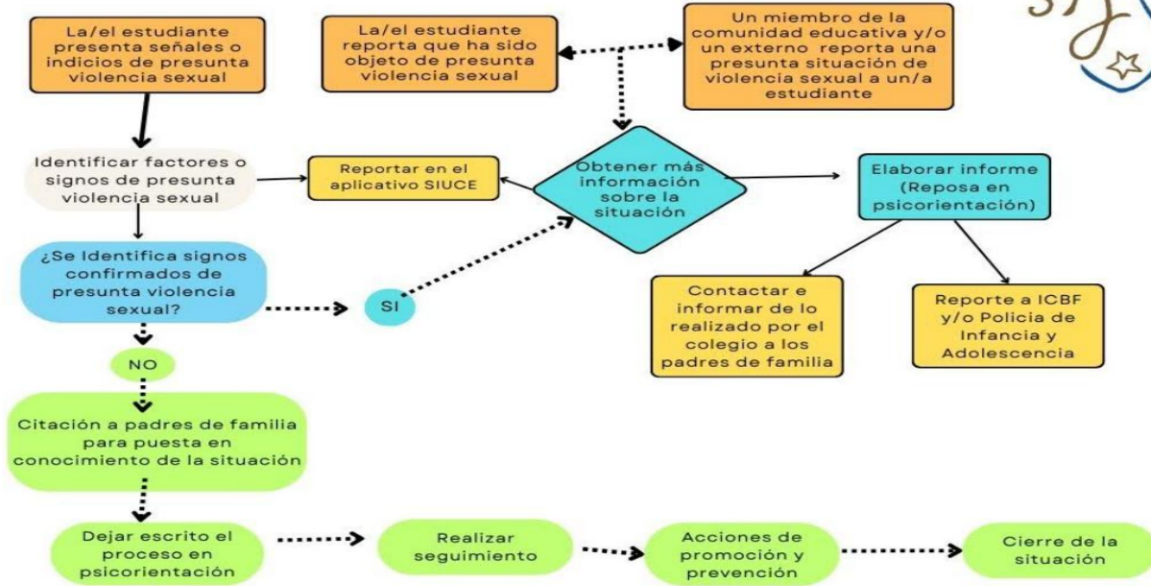 La/el estudiante
presenta señales o
indicios de presunta
violencia sexual
La/el estudiante
reporta que ha sido
objeto de presunta
violencia sexual
Un miembro de la
comunidad educativa y/o
un externo reporta una
presunta situación de
violencia sexual a un/a
estudiante
Identificar factores o
signos de presunta
violencia sexual
Reportar en el
aplicativo SIUCE
Obtener más
información
sobre la
situación
Elaborar informe
(Reposa en
psicorientación)
¿Se Identifica signos
confirmados de
presunta violencia
sexual?
SI
Contactar e
informar de lo
realizado por el
colegio a los
padres de familia
Reporte a ICBF
y/o Policia de
Infancia y
Adolescencia
NO
Citación a padres de familia
para puesta en
conocimiento de la situación
Dejar escrito el
proceso en
psicorientación
Realizar
seguimiento
Acciones de
promoción y
prevención
Cierre de la
situación